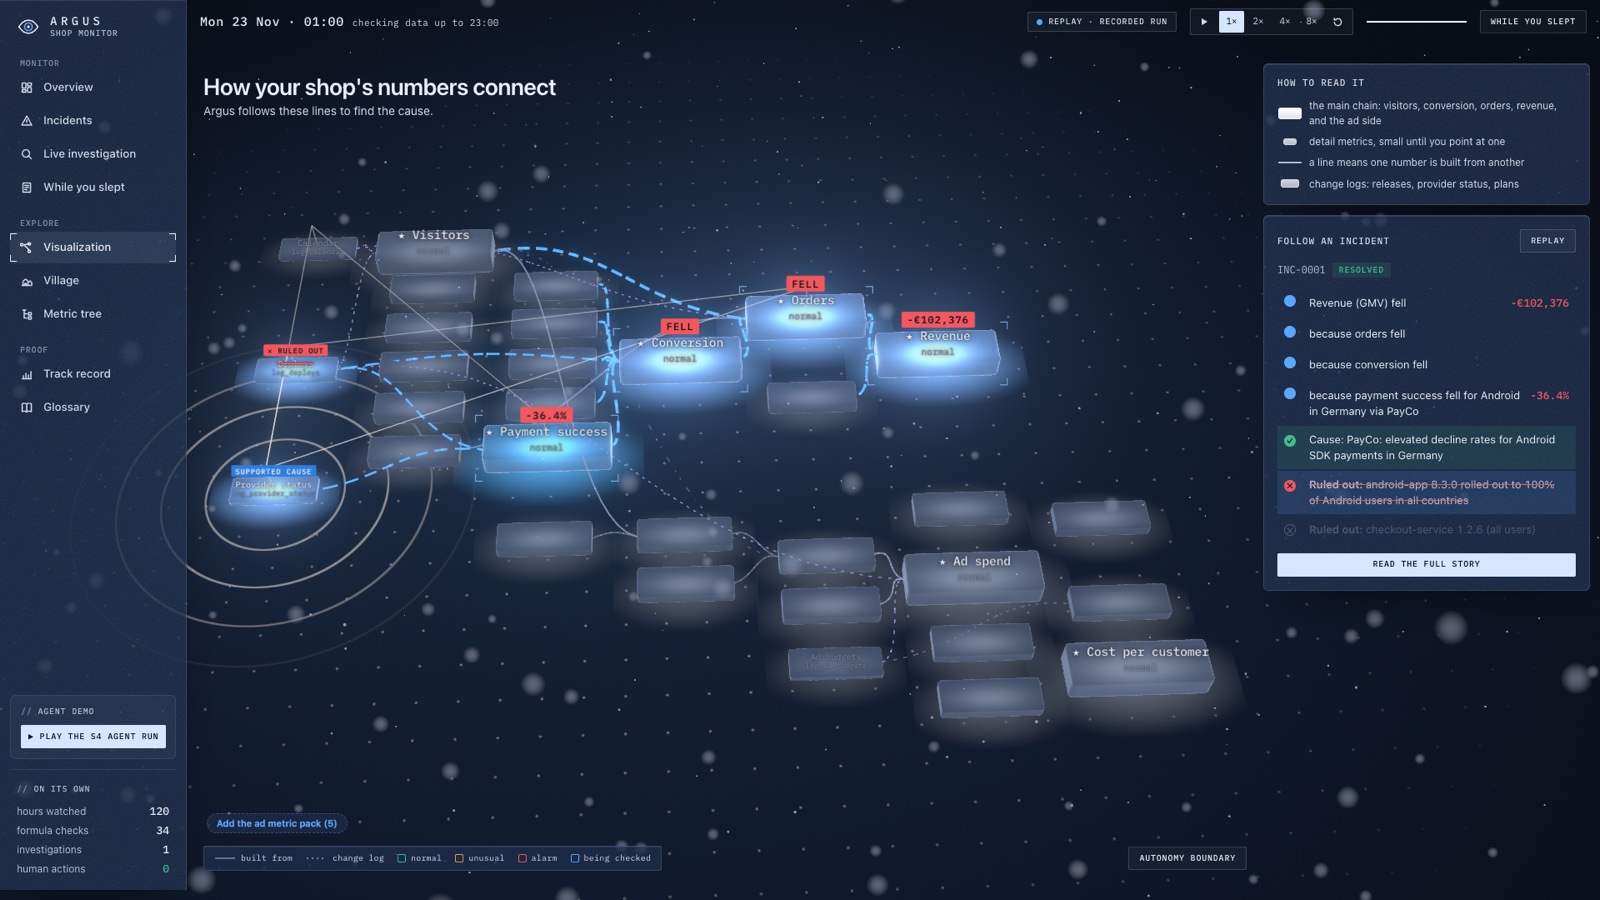 ARGUS
SHOP MONITOR
Mon 23 Nov · 01:00 checking data up to 23:00
REPLAY · RECORDED RUN
1×
2×
4×
8×
WHILE YOU SLEPT
MONITOR
Overview
Incidents
Live investigation
While you slept
EXPLORE
Visualization
Village
Metric tree
PROOF
Track record
Glossary
// AGENT DEMO
PLAY THE S4 AGENT RUN
// ON ITS OWN
hours watched 120
formula checks 34
investigations 1
human actions 0
How your shop's numbers connect
Argus follows these lines to find the cause.
Calendar
★ Visitors
normal
FELL
★ Orders
normal
-€102,376
★ Revenue
normal
FELL
★ Conversion
normal
× RULED OUT
log_deploys
-36.4%
★ Payment success
normal
SUPPORTED CAUSE
Provider status
★ Ad spend
normal
Ad budgets
★ Cost per customer
normal
Add the ad metric pack (5)
built from
change log
normal
unusual
alarm
being checked
AUTONOMY BOUNDARY
HOW TO READ IT
the main chain: visitors, conversion, orders, revenue,
and the ad side
detail metrics, small until you point at one
a line means one number is built from another
change logs: releases, provider status, plans
FOLLOW AN INCIDENT
REPLAY
INC-0001 RESOLVED
Revenue (GMV) fell -€102,376
because orders fell
because conversion fell
because payment success fell for Android -36.4%
in Germany via PayCo
Cause: PayCo: elevated decline rates for Android
SDK payments in Germany
Ruled out: android-app 8.3.0 rolled out to 100%
of Android users in all countries
Ruled out: checkout-service 1.2.6 (all users)
READ THE FULL STORY